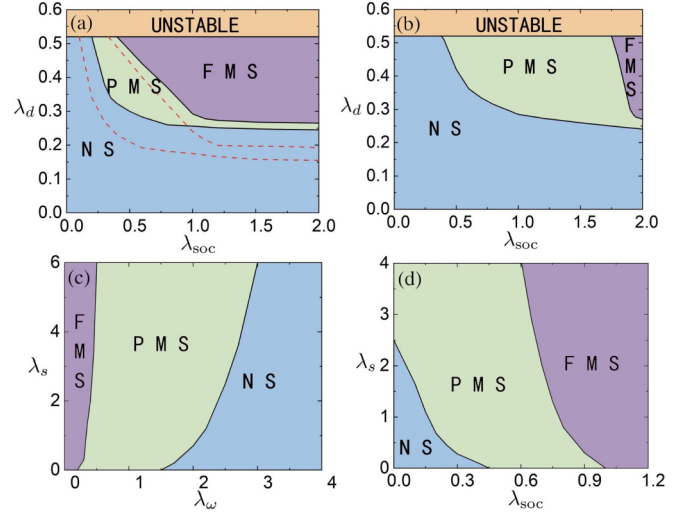 (a)
UNSTABLE
0.6
0.5
0.4
0.3
0.2
0.1
0.0
λd
P M S
F M S
N S
0.0 0.5 1.0 1.5 2.0
λsoc
(b)
UNSTABLE
0.6
0.5
0.4
0.3
0.2
0.1
0.0
λd
P M S
F
M
S
N S
0.0 0.5 1.0 1.5 2.0
λsoc
(c)
6
4
2
0
λs
F
M
S
P M S
N S
0 1 2 3 4
λω
(d)
4
3
2
1
0
λs
P M S
F M S
N S
0.0 0.3 0.6 0.9 1.2
λsoc